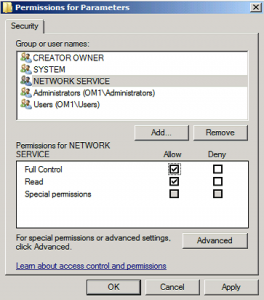 Permissions for Parameters
Security
Group or user names:
CREATOR OWNER
SYSTEM
NETWORK SERVICE
Administrators (OM1\Administrators)
Users (OM1\Users)
Add...
Remove
Permissions for NETWORK
SERVICE
Allow
Deny
Full Control
Read
Special permissions
For special permissions or advanced settings,
click Advanced.
Advanced
Learn about access control and permissions
OK
Cancel
Apply